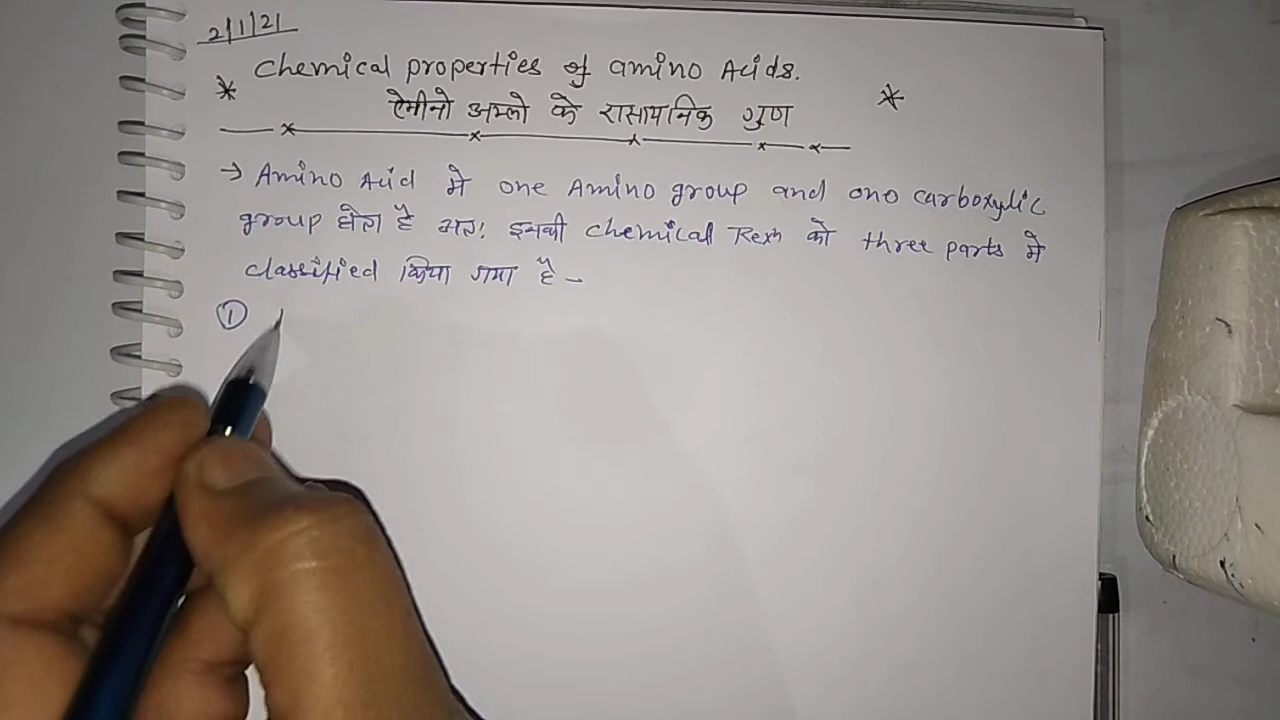 2/1/21
Chemical properties of amino Acids.
ऐमीनो अम्लो के रासायनिक गुण
→ Amino Acid मे one Amino group and ono carboxylic
group होता है अतः इनकी chemical Rexn को three parts मे
classified किया गया है -
①